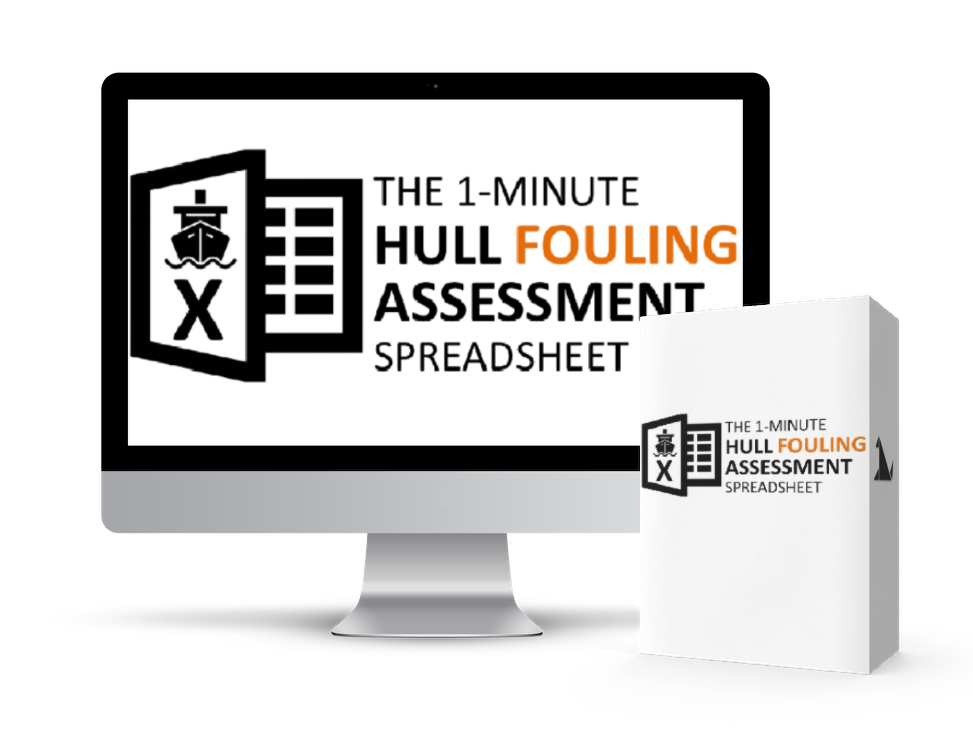 THE 1-MINUTE
HULL FOULING
ASSESSMENT
SPREADSHEET
X
THE 1-MINUTE
HULL FOULING
ASSESSMENT
SPREADSHEET
X